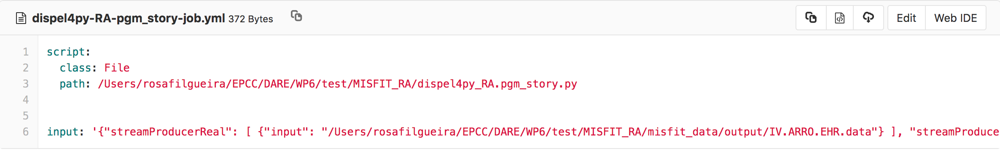 dispel4py-RA-pgm_story-job.yml 372 Bytes Edit Web IDE
1 script:
2   class: File
3   path: /Users/rosafilgueira/EPCC/DARE/WP6/test/MISFIT_RA/dispel4py_RA.pgm_story.py
4
5
6 input: '{"streamProducerReal": [ {"input": "/Users/rosafilgueira/EPCC/DARE/WP6/test/MISFIT_RA/misfit_data/output/IV.ARRO.EHR.data"} ], "streamProduce